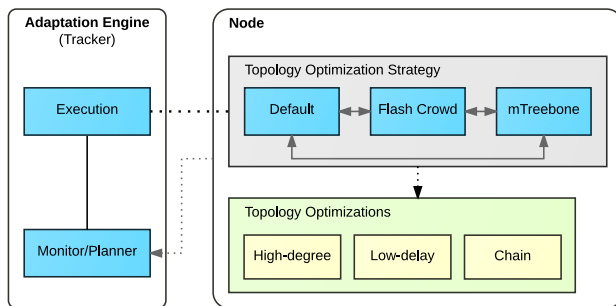 Adaptation Engine
(Tracker)
Execution
Monitor/Planner
Node
Topology Optimization Strategy
Default
Flash Crowd
mTreebone
Topology Optimizations
High-degree
Low-delay
Chain